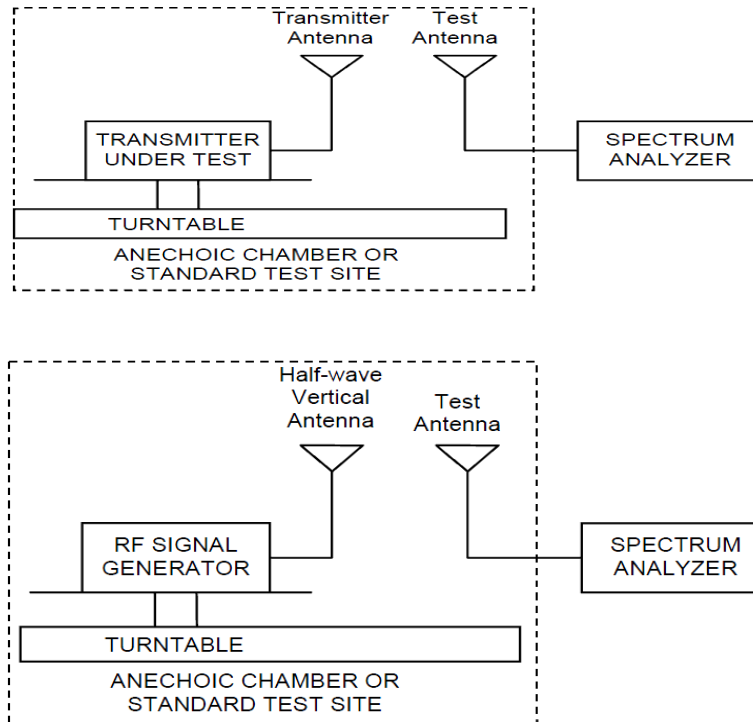 Transmitter
Antenna
Test
Antenna
TRANSMITTER
UNDER TEST
SPECTRUM
ANALYZER
TURNTABLE
ANECHOIC CHAMBER OR
STANDARD TEST SITE
Half-wave
Vertical
Antenna
Test
Antenna
RF SIGNAL
GENERATOR
SPECTRUM
ANALYZER
TURNTABLE
ANECHOIC CHAMBER OR
STANDARD TEST SITE